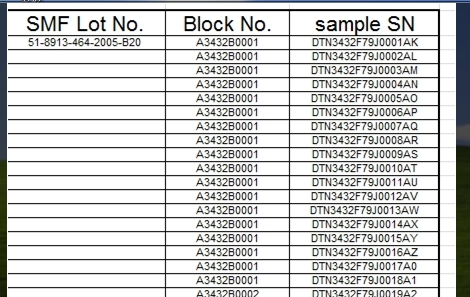 SMF Lot No. Block No. sample SN
51-8913-464-2005-B20 A3432B0001 DTN3432F79J0001AK
A3432B0001 DTN3432F79J0002AL
A3432B0001 DTN3432F79J0003AM
A3432B0001 DTN3432F79J0004AN
A3432B0001 DTN3432F79J0005AO
A3432B0001 DTN3432F79J0006AP
A3432B0001 DTN3432F79J0007AQ
A3432B0001 DTN3432F79J0008AR
A3432B0001 DTN3432F79J0009AS
A3432B0001 DTN3432F79J0010AT
A3432B0001 DTN3432F79J0011AU
A3432B0001 DTN3432F79J0012AV
A3432B0001 DTN3432F79J0013AW
A3432B0001 DTN3432F79J0014AX
A3432B0001 DTN3432F79J0015AY
A3432B0001 DTN3432F79J0016AZ
A3432B0001 DTN3432F79J0017A0
A3432B0001 DTN3432F79J0018A1
A3432B0002 DTN3432F79J0019A2